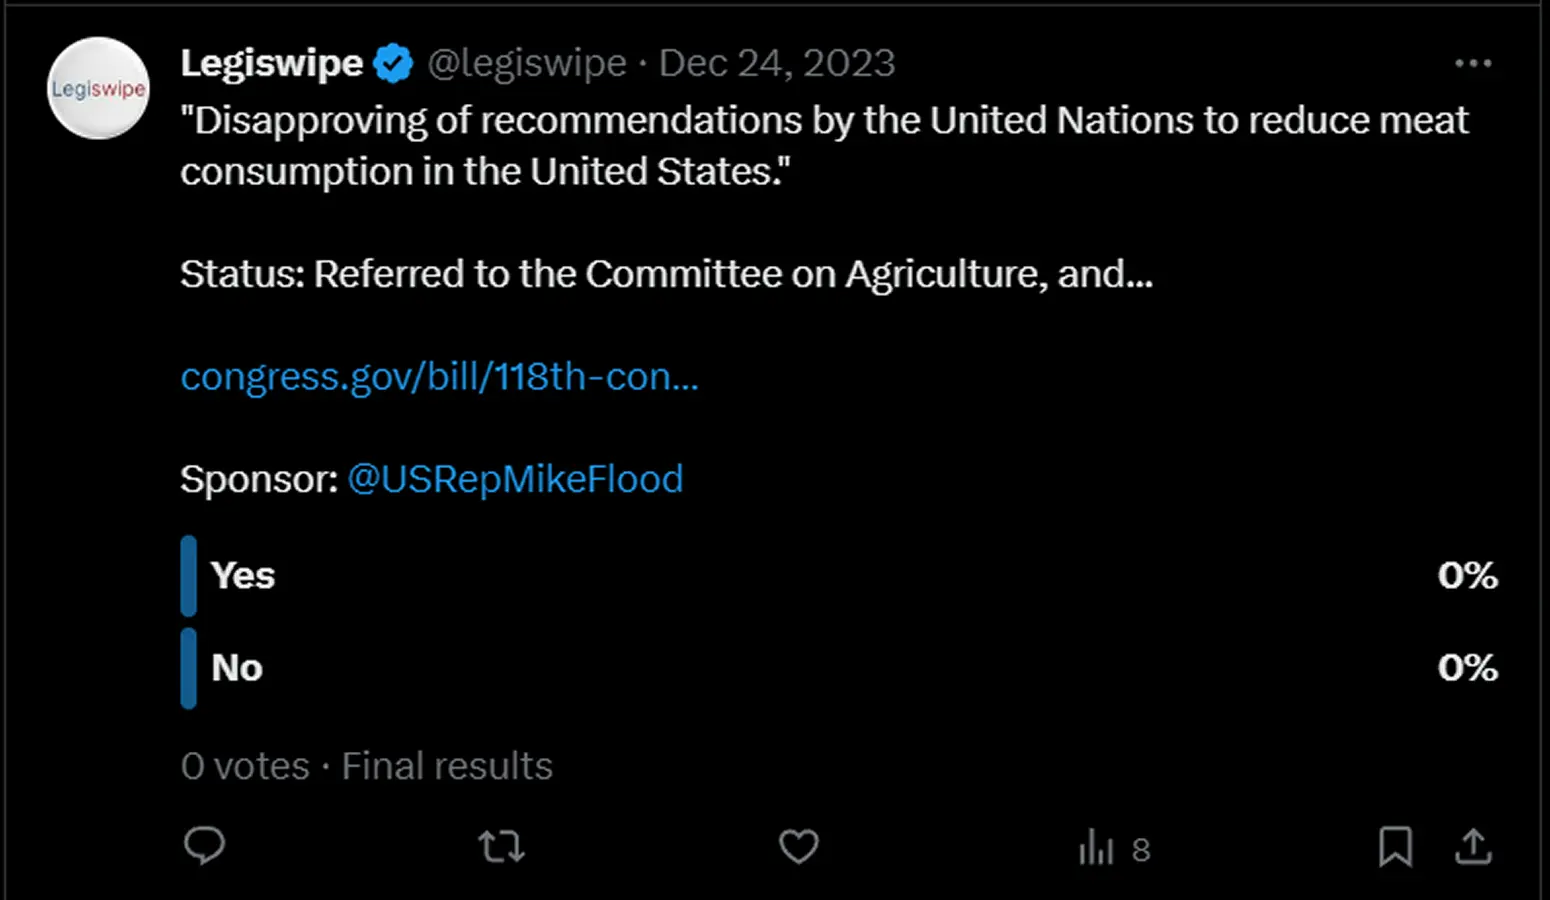 Legiswipe
Legiswipe @legiswipe · Dec 24, 2023
"Disapproving of recommendations by the United Nations to reduce meat
consumption in the United States."
Status: Referred to the Committee on Agriculture, and...
congress.gov/bill/118th-con...
Sponsor: @USRepMikeFlood
Yes 0%
No 0%
0 votes · Final results
8